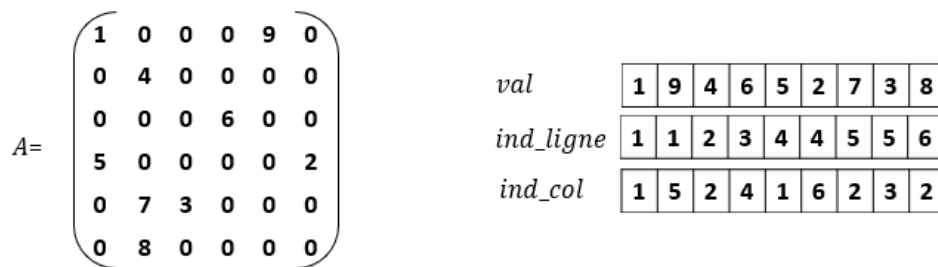 1 0 0 0 9 0
0 4 0 0 0 0
0 0 0 6 0 0
A=
5 0 0 0 0 2
0 7 3 0 0 0
0 8 0 0 0 0
val 1 9 4 6 5 2 7 3 8
ind_ligne 1 1 2 3 4 4 5 5 6
ind_col 1 5 2 4 1 6 2 3 2